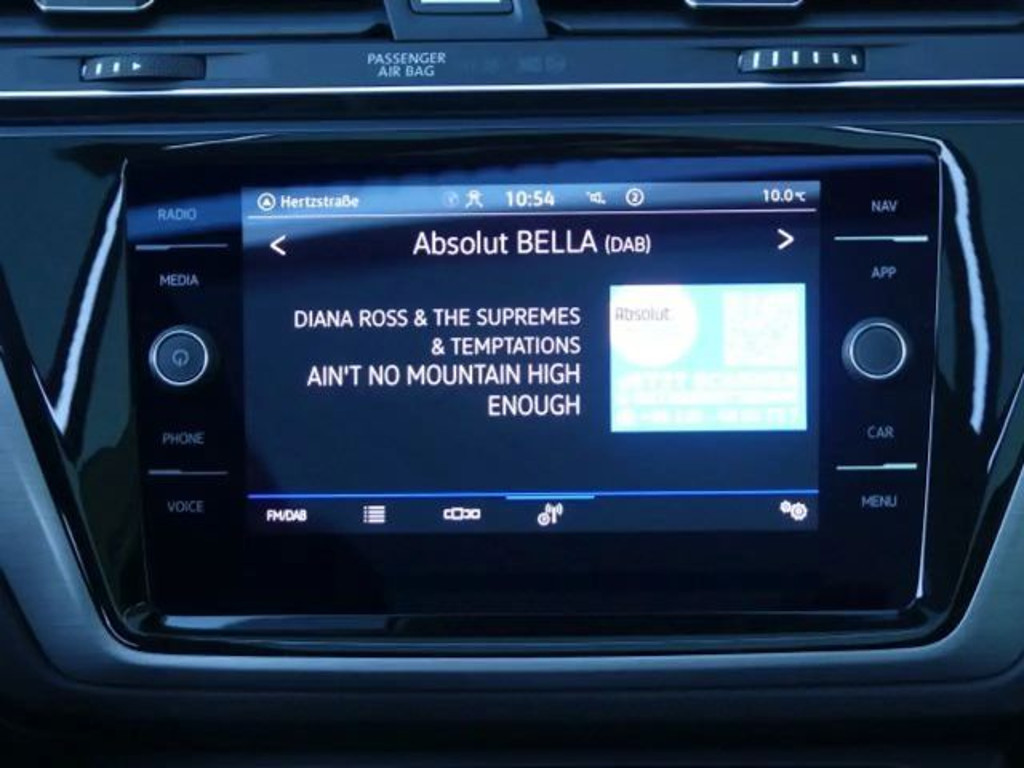 PASSENGER
AIR BAG
RADIO
MEDIA
PHONE
VOICE
Hertzstraße
10:54
2
10.0°C
< Absolut BELLA (DAB) >
DIANA ROSS & THE SUPREMES
& TEMPTATIONS
AIN'T NO MOUNTAIN HIGH
ENOUGH
Absolut
FM/DAB
NAV
APP
CAR
MENU